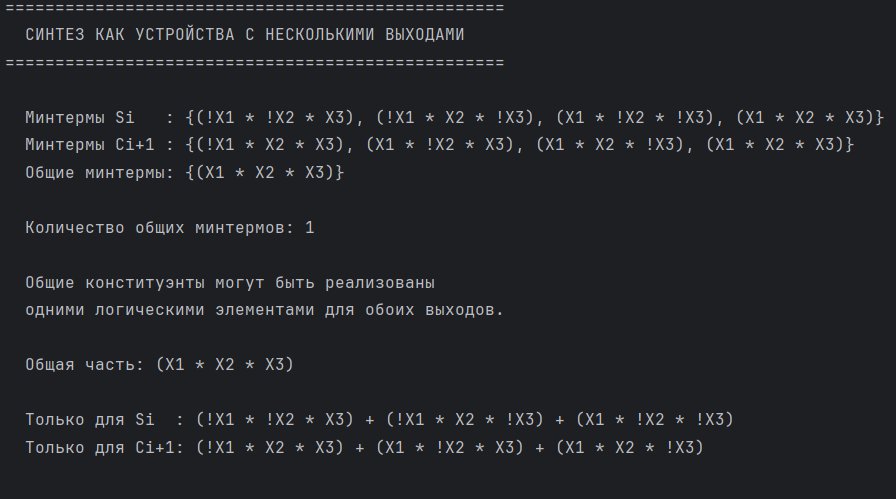 ==================================================
СИНТЕЗ КАК УСТРОЙСТВА С НЕСКОЛЬКИМИ ВЫХОДАМИ
==================================================
Минтермы Si   : {(!X1 * !X2 * X3), (!X1 * X2 * !X3), (X1 * !X2 * !X3), (X1 * X2 * X3)}
Минтермы Ci+1 : {(!X1 * X2 * X3), (X1 * !X2 * X3), (X1 * X2 * !X3), (X1 * X2 * X3)}
Общие минтермы: {(X1 * X2 * X3)}
Количество общих минтермов: 1
Общие конституэнты могут быть реализованы
одними логическими элементами для обоих выходов.
Общая часть: (X1 * X2 * X3)
Только для Si  : (!X1 * !X2 * X3) + (!X1 * X2 * !X3) + (X1 * !X2 * !X3)
Только для Ci+1: (!X1 * X2 * X3) + (X1 * !X2 * X3) + (X1 * X2 * !X3)